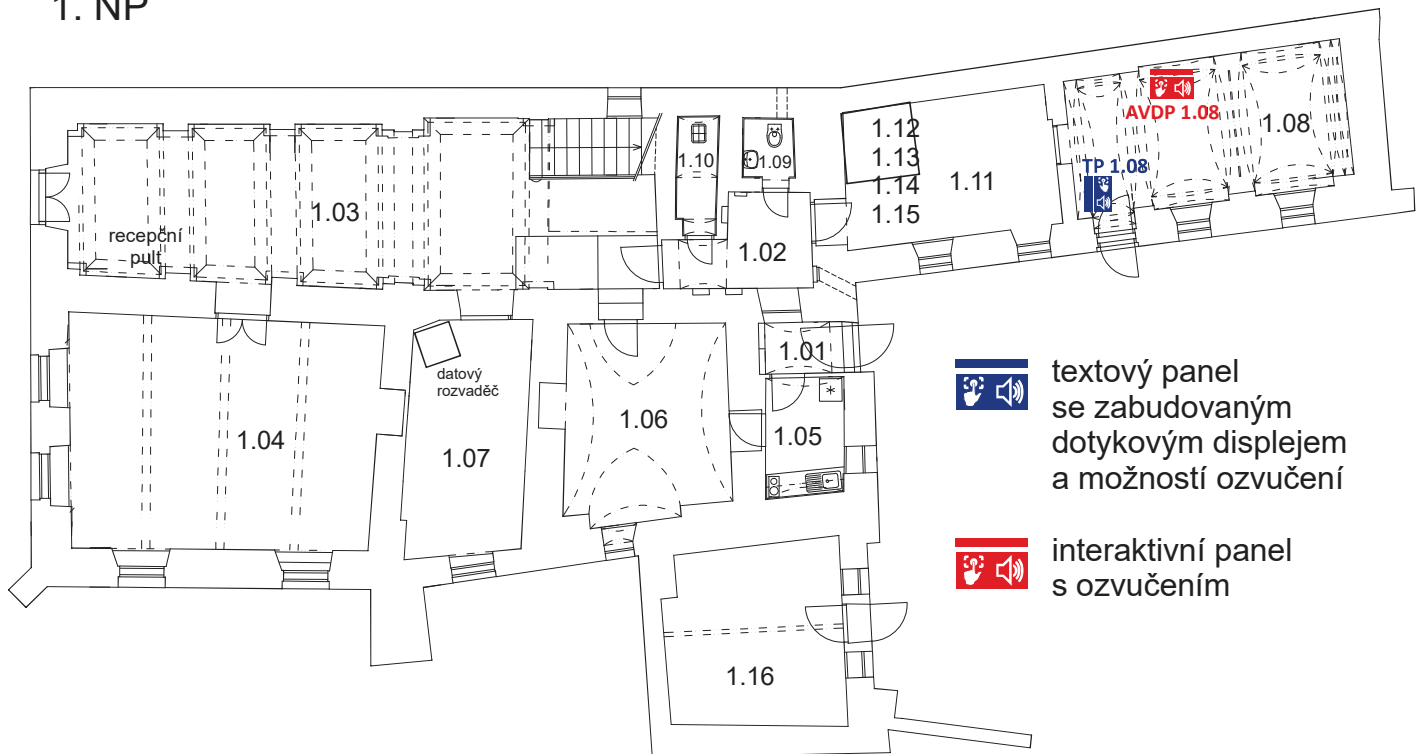 1. NP
AVDP 1.08
1.08
TP 1.08
1.12
1.13
1.14
1.15
1.11
1.10
1.09
1.03
recepční
pult
1.02
1.01
datový
rozvaděč
1.04
1.07
1.06
1.05
1.16
textový panel
se zabudovaným
dotykovým displejem
a možností ozvučení
interaktivní panel
s ozvučením